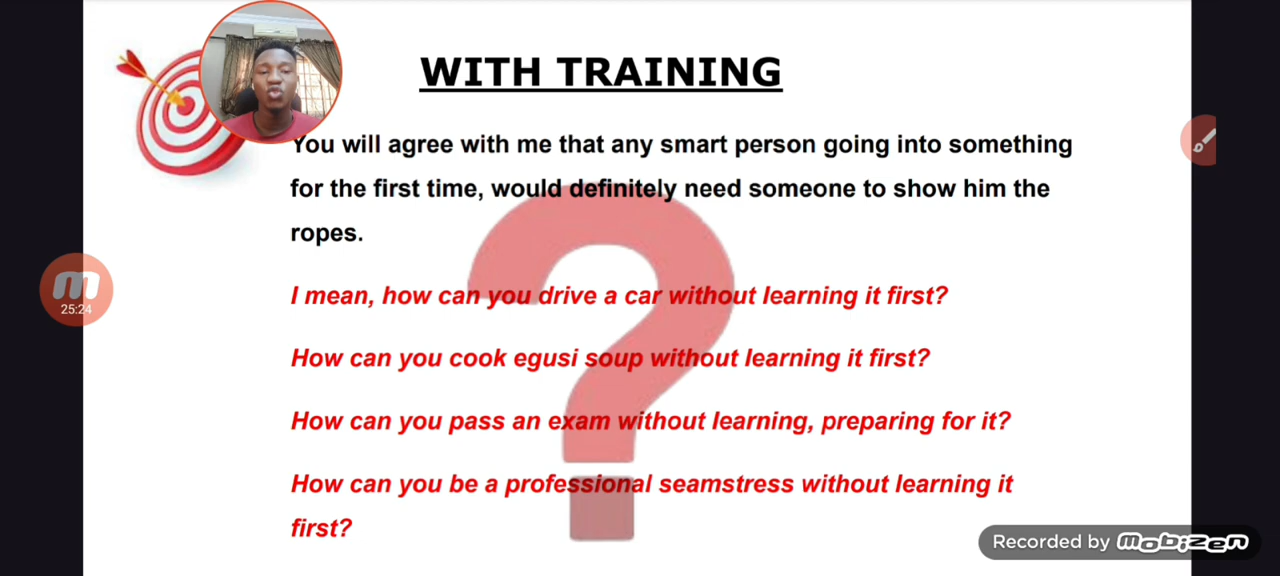 WITH TRAINING
You will agree with me that any smart person going into something
for the first time, would definitely need someone to show him the
ropes.
I mean, how can you drive a car without learning it first?
25:24
How can you cook egusi soup without learning it first?
How can you pass an exam without learning, preparing for it?
How can you be a professional seamstress without learning it
first?
Recorded by mobizen